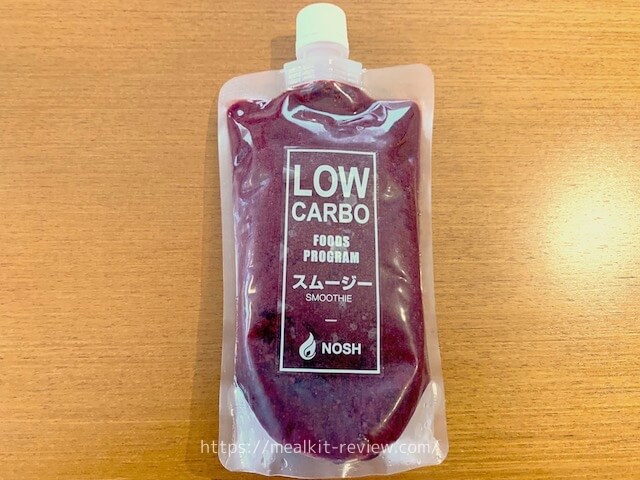 LOW
CARBO
FOODS
PROGRAM
スムージー
SMOOTHIE
NOSH
https://mealkit-review.com/